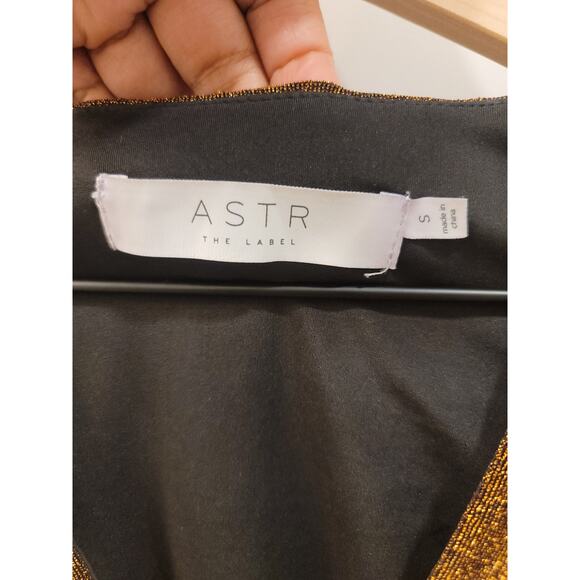 ASTR
THE LABEL
S
made in
china